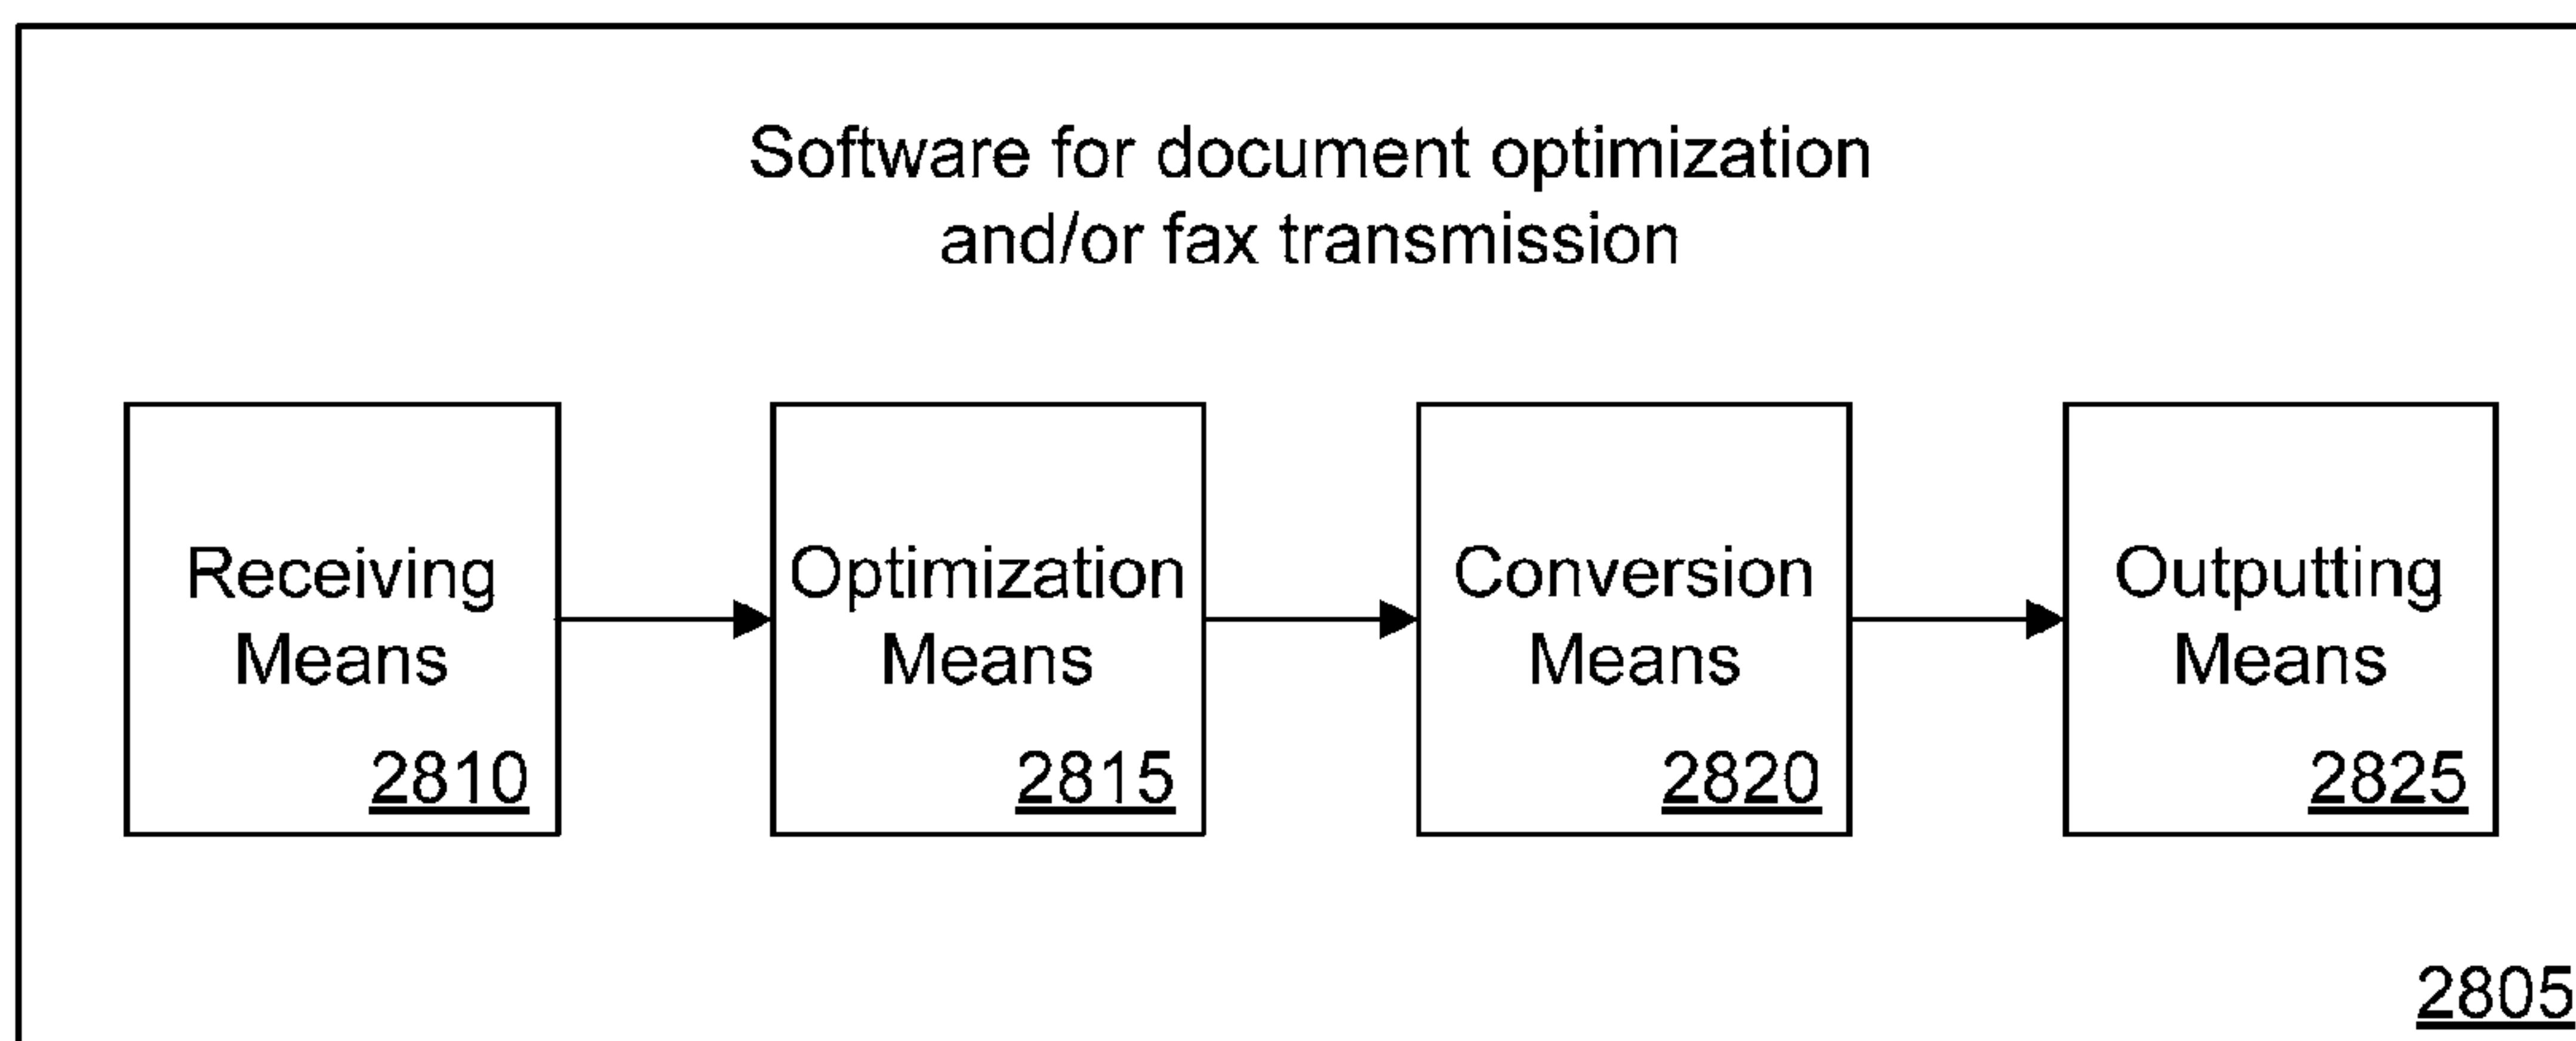 Software for document optimization
and/or fax transmission
Receiving
Means
2810
Optimization
Means
2815
Conversion
Means
2820
Outputting
Means
2825
2805